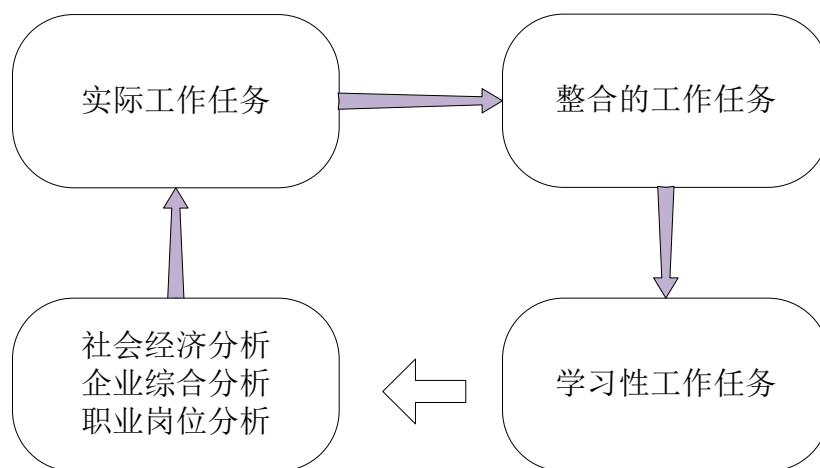 实际工作任务
整合的工作任务
社会经济分析
企业综合分析
职业岗位分析
学习性工作任务